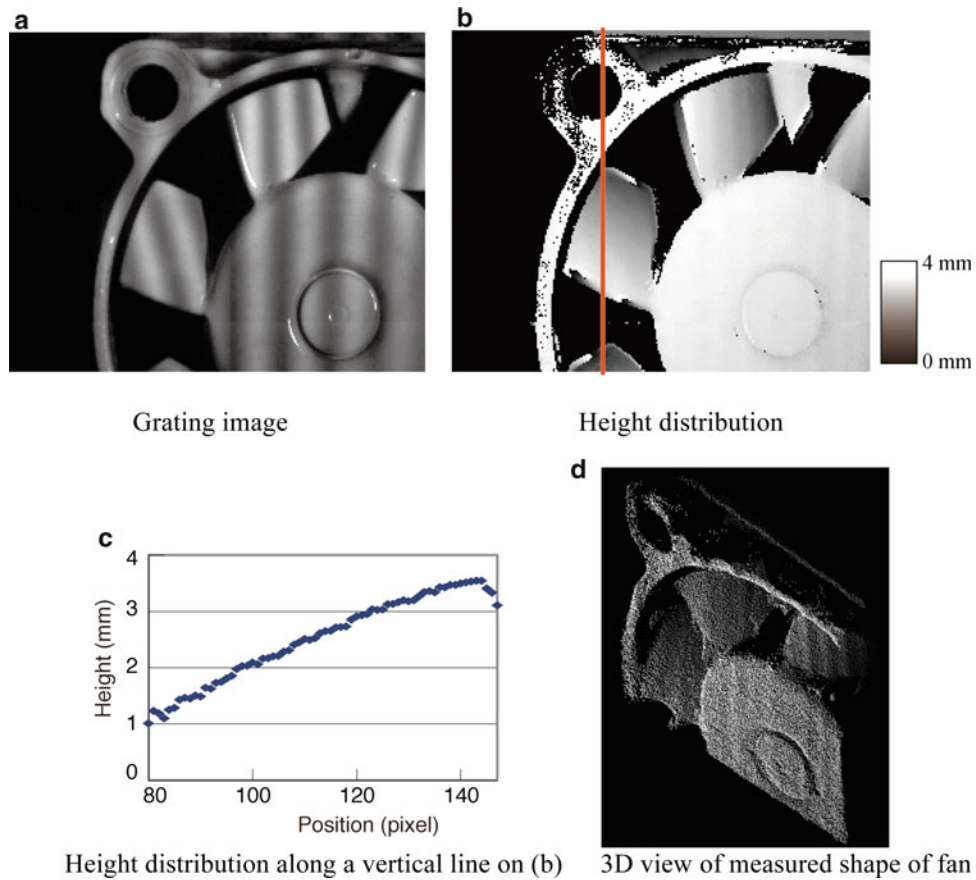 a
b
4 mm
0 mm
Grating image
Height distribution
c
d
4
3
2
1
0
Height (mm)
80 100 120 140
Position (pixel)
Height distribution along a vertical line on (b)
3D view of measured shape of fan